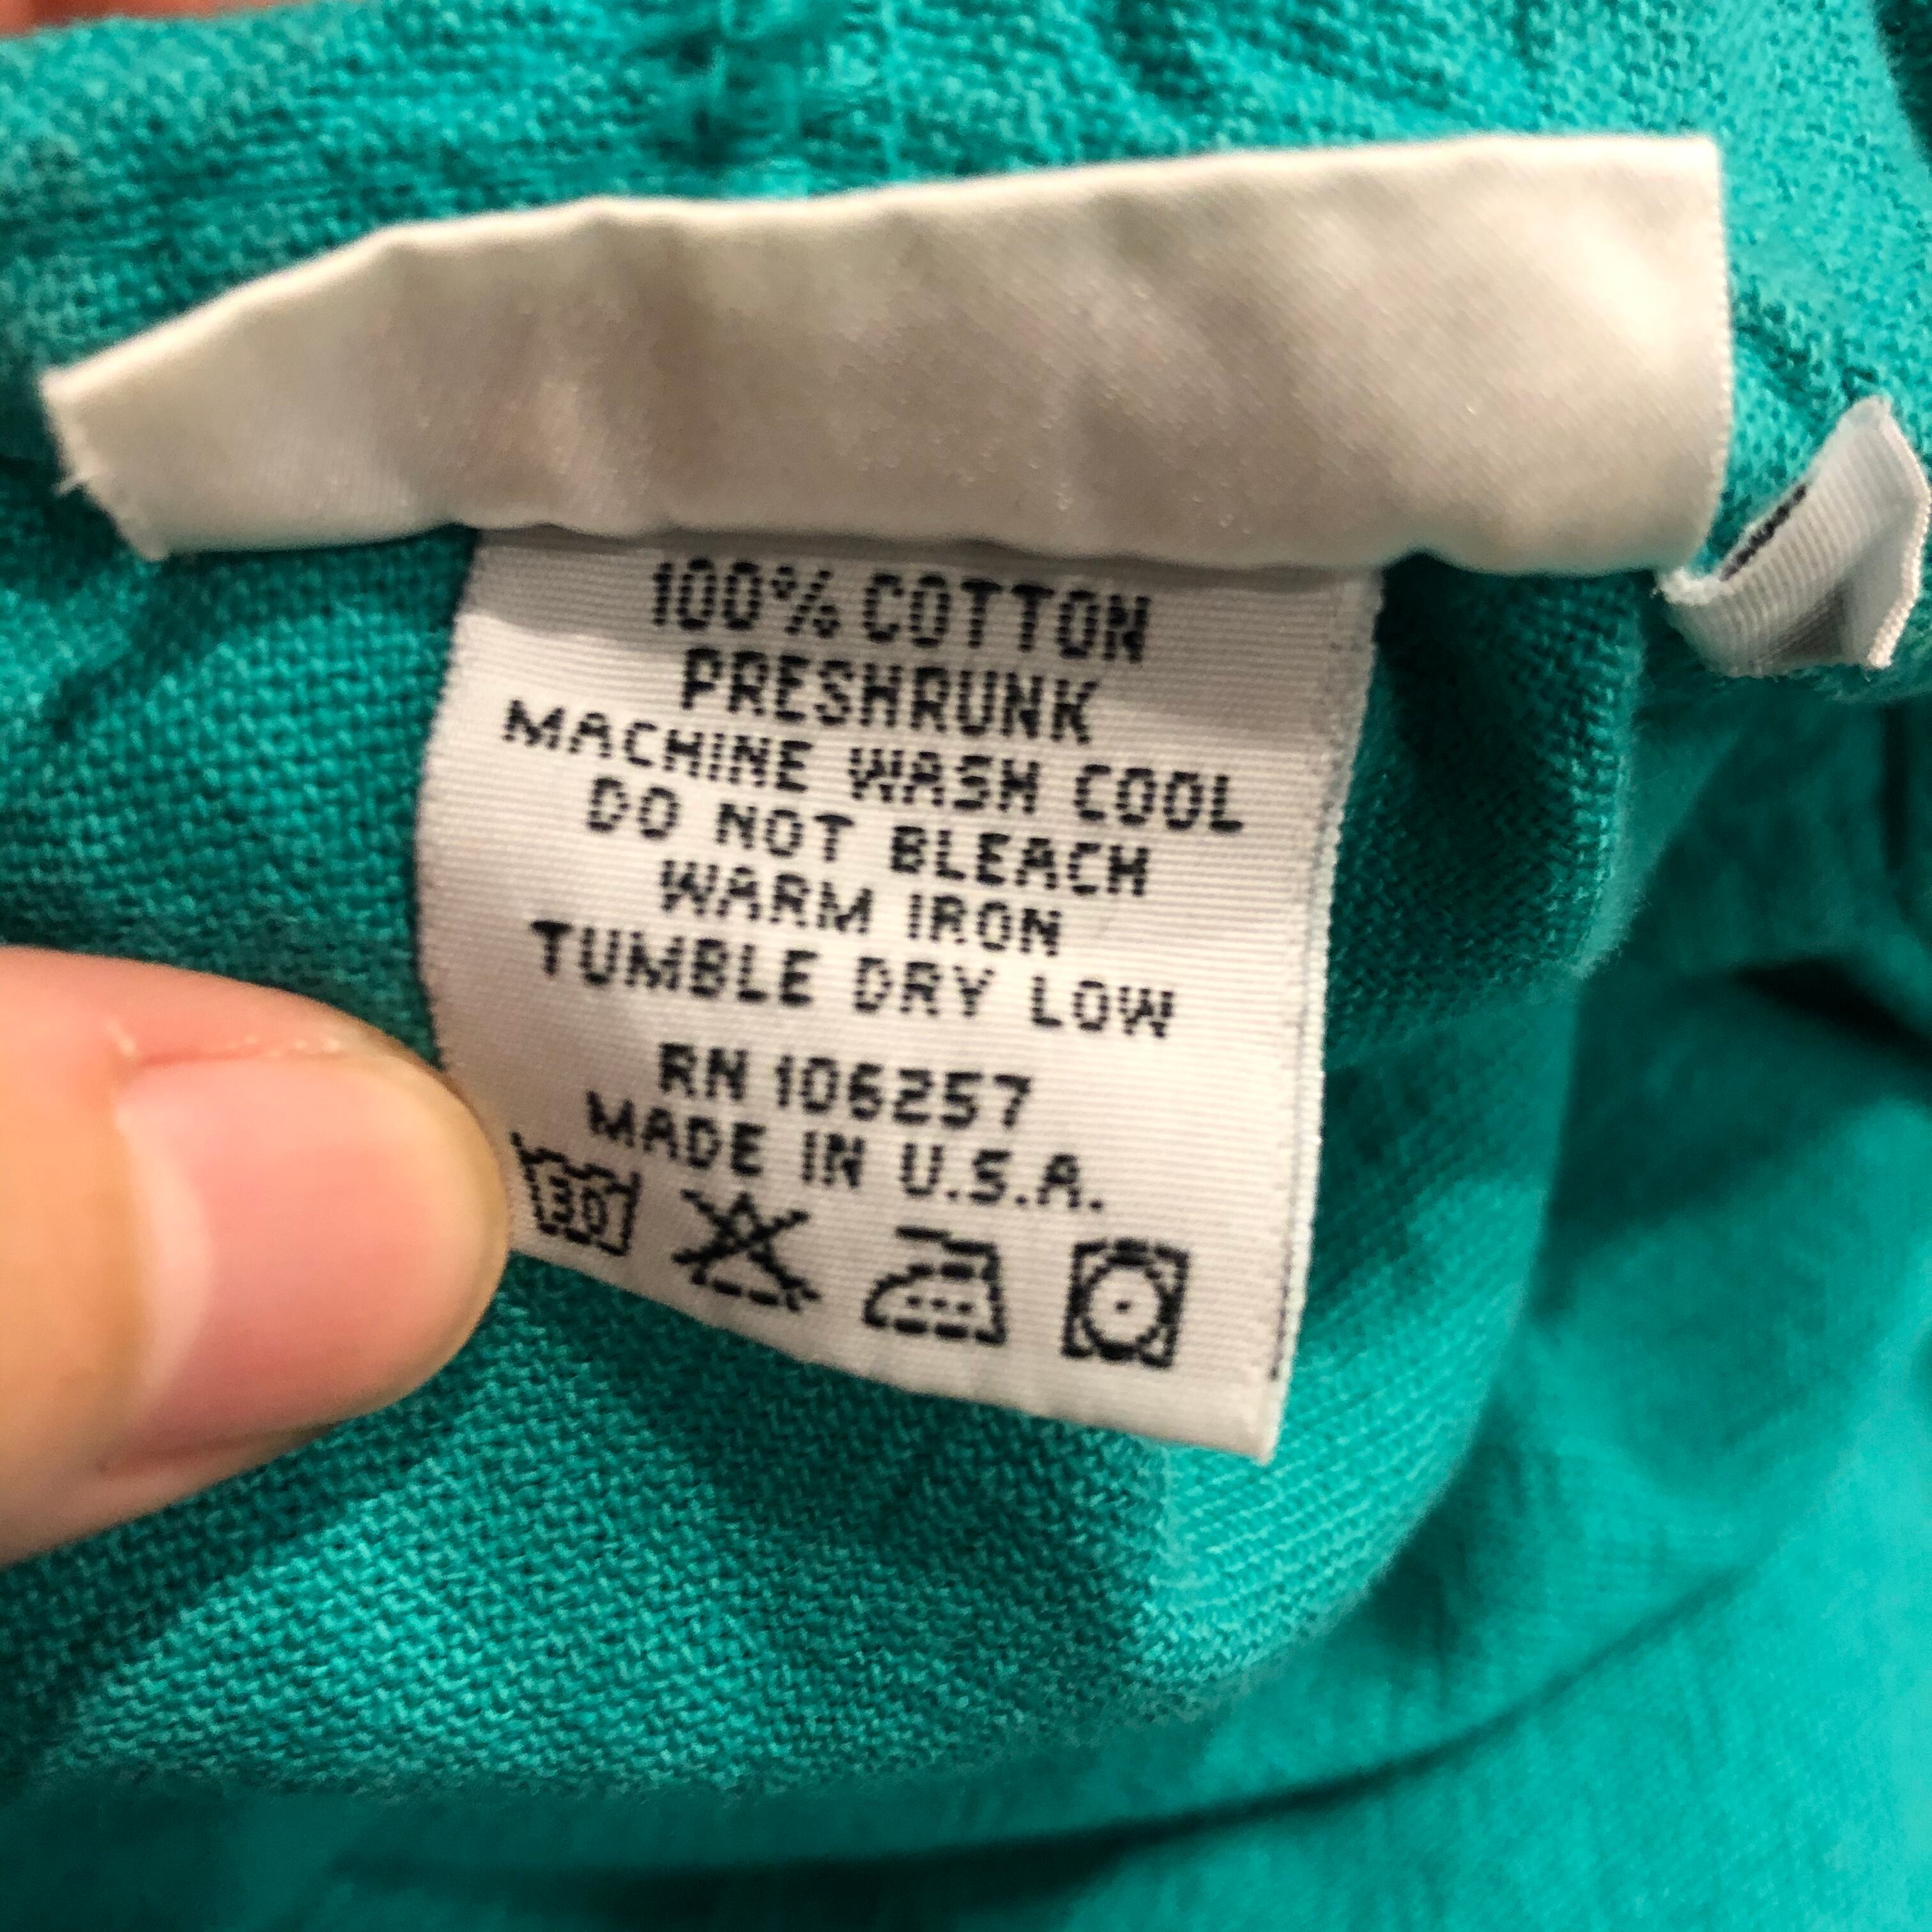 100% COTTON
PRESHRUNK
MACHINE WASH COOL
DO NOT BLEACH
WARM IRON
TUMBLE DRY LOW
RN 106257
MADE IN U.S.A.
30